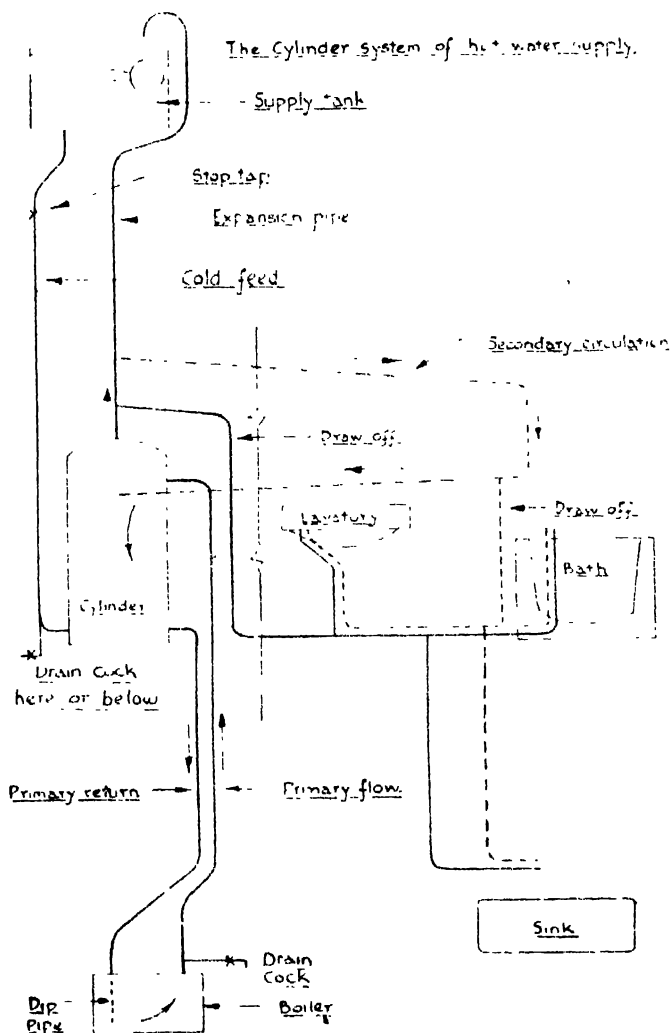 The Cylinder system of hot water supply.
Supply tank
Stop tap
Expansion pipe
Cold feed
Secondary circulation
Draw off
Lavatory
Draw off
Bath
Cylinder
Drain Cock
here or below
Primary return
Primary flow.
Sink
Drain
Cock
Dip
pipe
Boiler